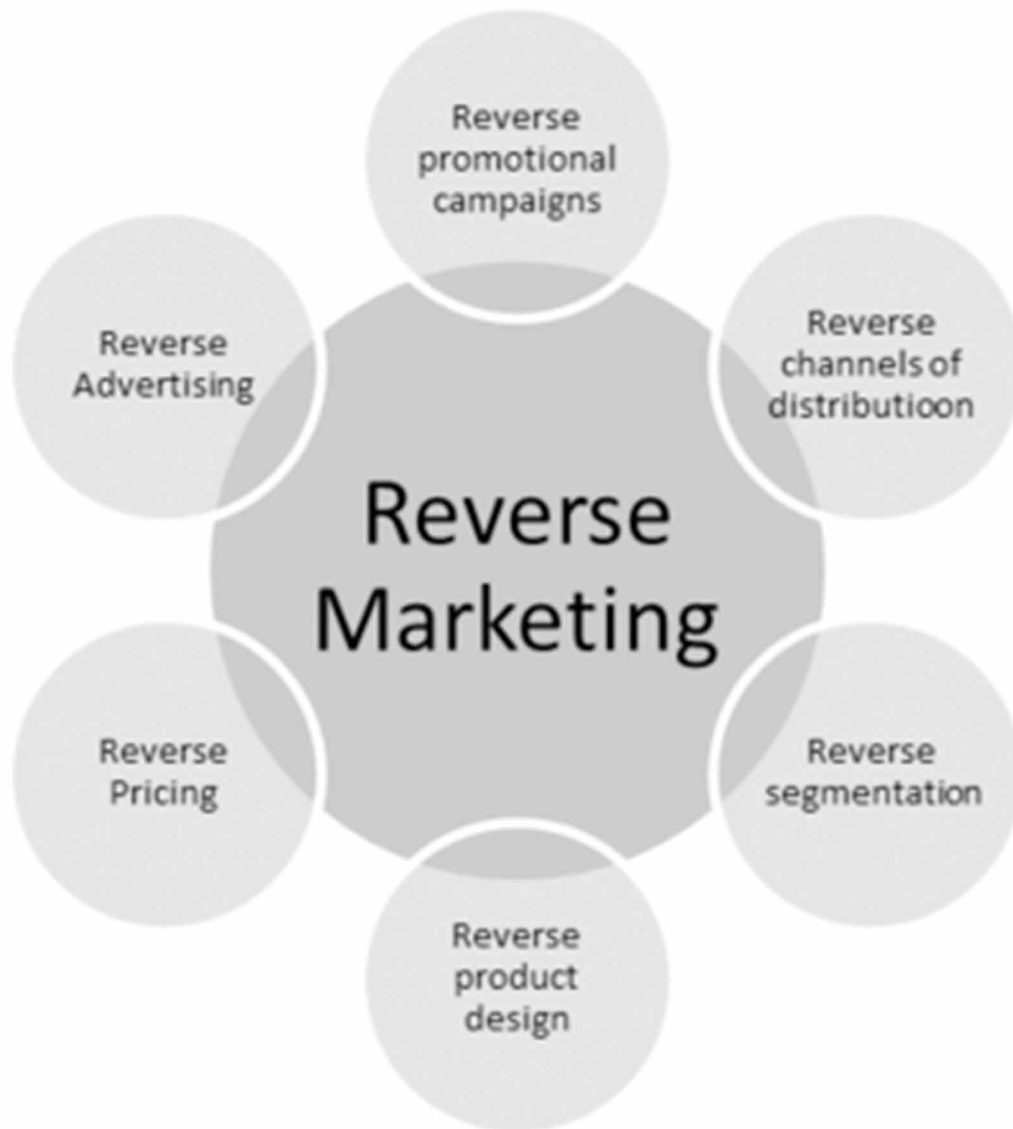 Reverse
promotional
campaigns
Reverse
channels of
distributioon
Reverse
segmentation
Reverse
product
design
Reverse
Pricing
Reverse
Advertising
Reverse
Marketing